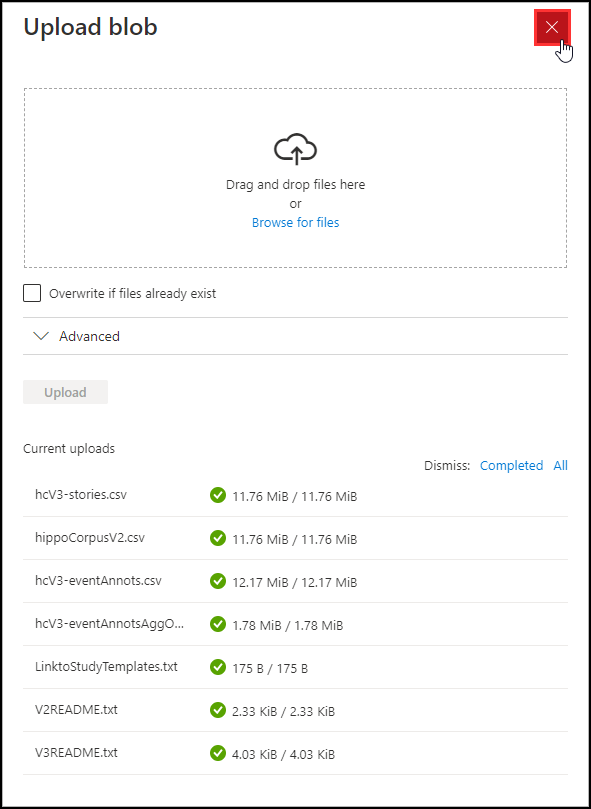 Upload blob
Drag and drop files here
or
Browse for files
Overwrite if files already exist
Advanced
Upload
Current uploads
Dismiss: Completed All
hcV3-stories.csv 11.76 MiB / 11.76 MiB
hippoCorpusV2.csv 11.76 MiB / 11.76 MiB
hcV3-eventAnnots.csv 12.17 MiB / 12.17 MiB
hcV3-eventAnnotsAggO... 1.78 MiB / 1.78 MiB
LinktoStudyTemplates.txt 175 B / 175 B
V2README.txt 2.33 KiB / 2.33 KiB
V3README.txt 4.03 KiB / 4.03 KiB